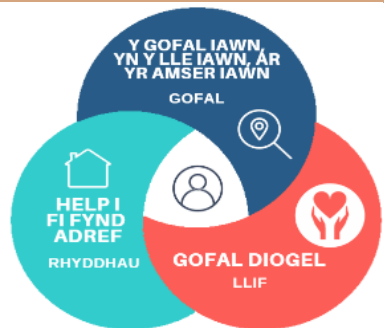 Y GOFAL IAWN,
YN Y LLE IAWN, AR
YR AMSER IAWN
GOFAL
HELP I
FI FYND
ADREF
RHYDDHAU
GOFAL DIOGEL
LLIF